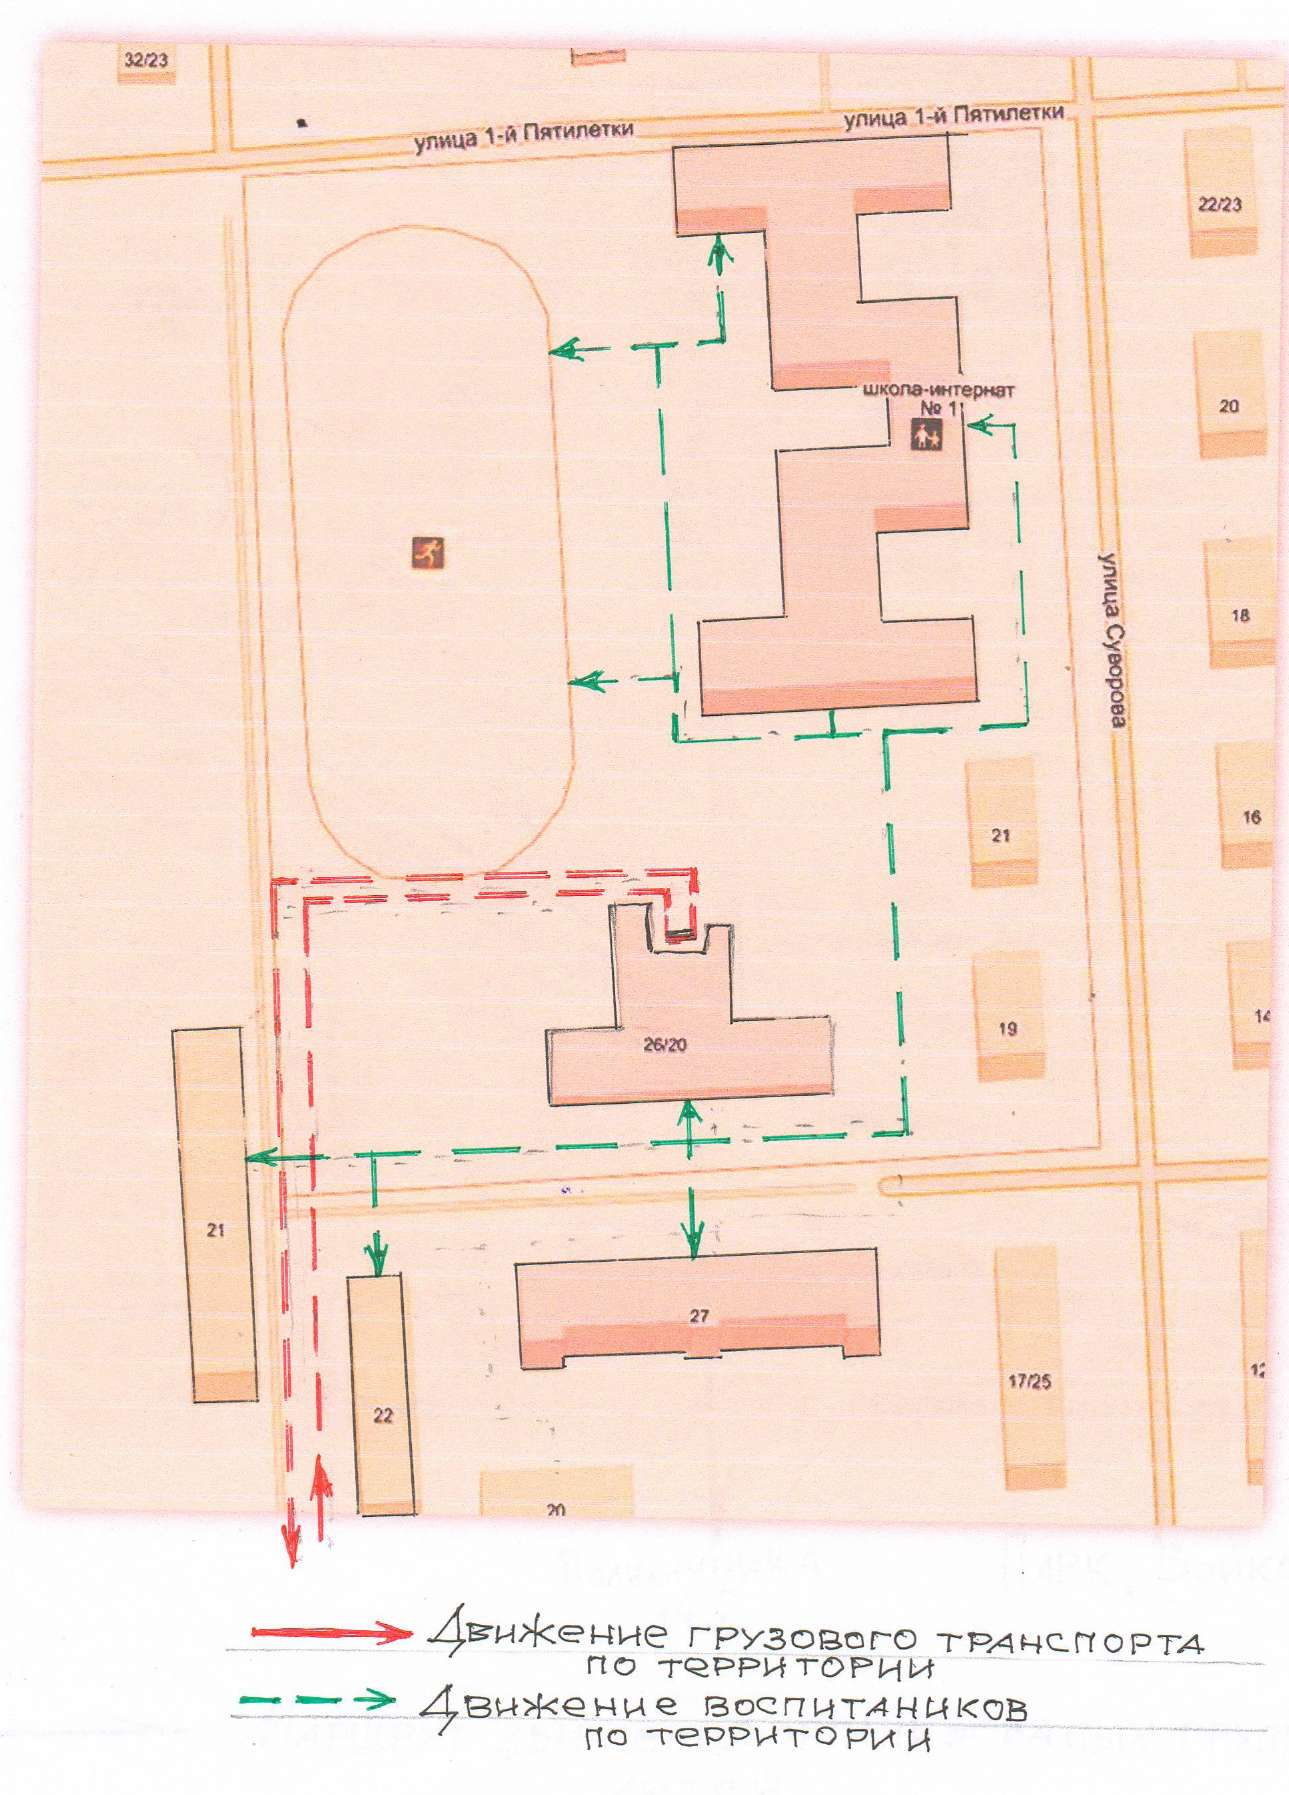 32/23
улица 1-й Пятилетки
улица 1-й Пятилетки
22/23
школа-интернат
№ 1
20
улица Суворова
18
16
21
14
19
26/20
21
27
22
17/25
12
20
Движение грузового транспорта
по территории
Движение воспитаников
по территории